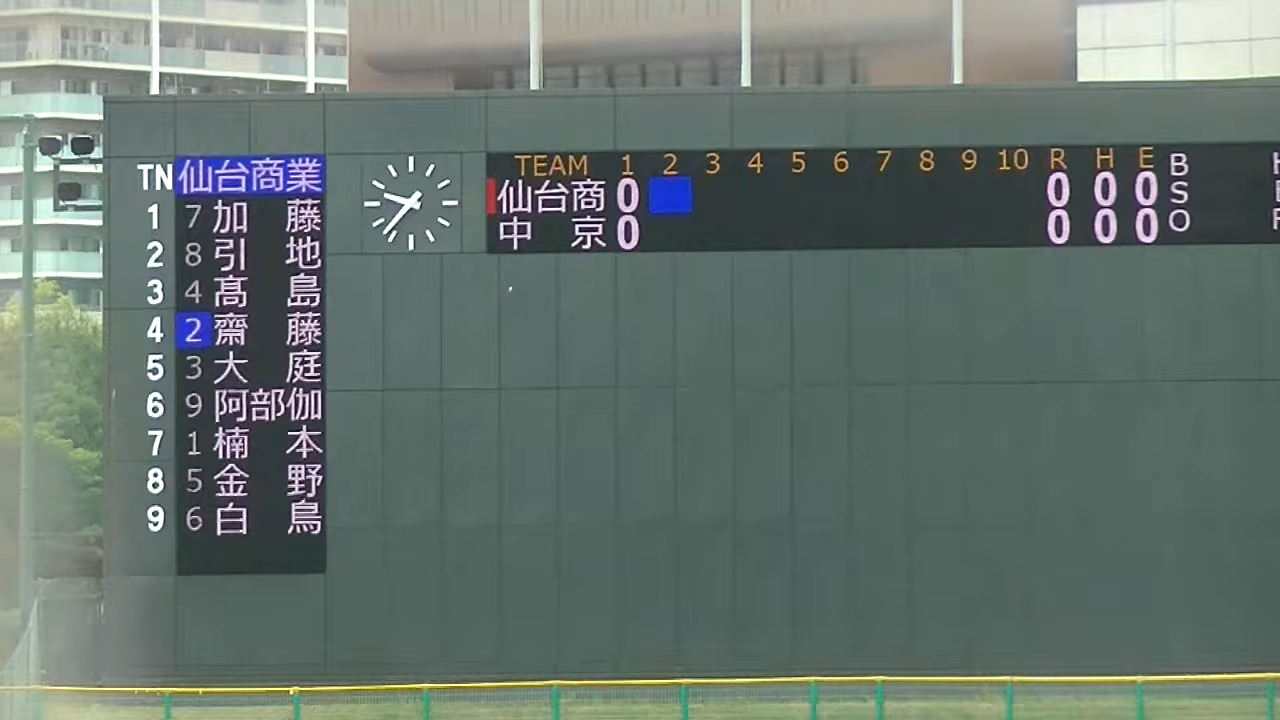 TN 仙台商業
1 7 加藤
2 8 引地
3 4 髙島
4 2 齋藤
5 3 大庭
6 9 阿部伽
7 1 楠本
8 5 金野
9 6 白鳥
TEAM 1 2 3 4 5 6 7 8 9 10 R H E B
仙台商 0 0 0 0 S
中京 0 0 0 0 O